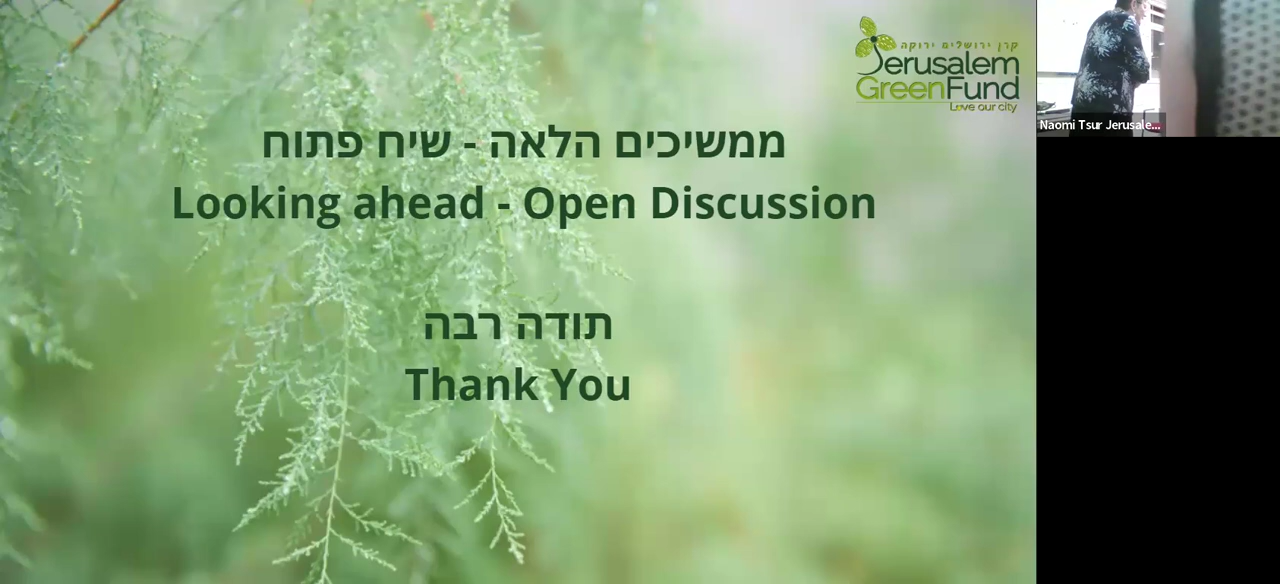 קרן ירושלים ירוקה
Jerusalem
GreenFund
Love our city
ממשיכים הלאה - שיח פתוח
Looking ahead - Open Discussion
תודה רבה
Thank You
Naomi Tsur Jerusale...